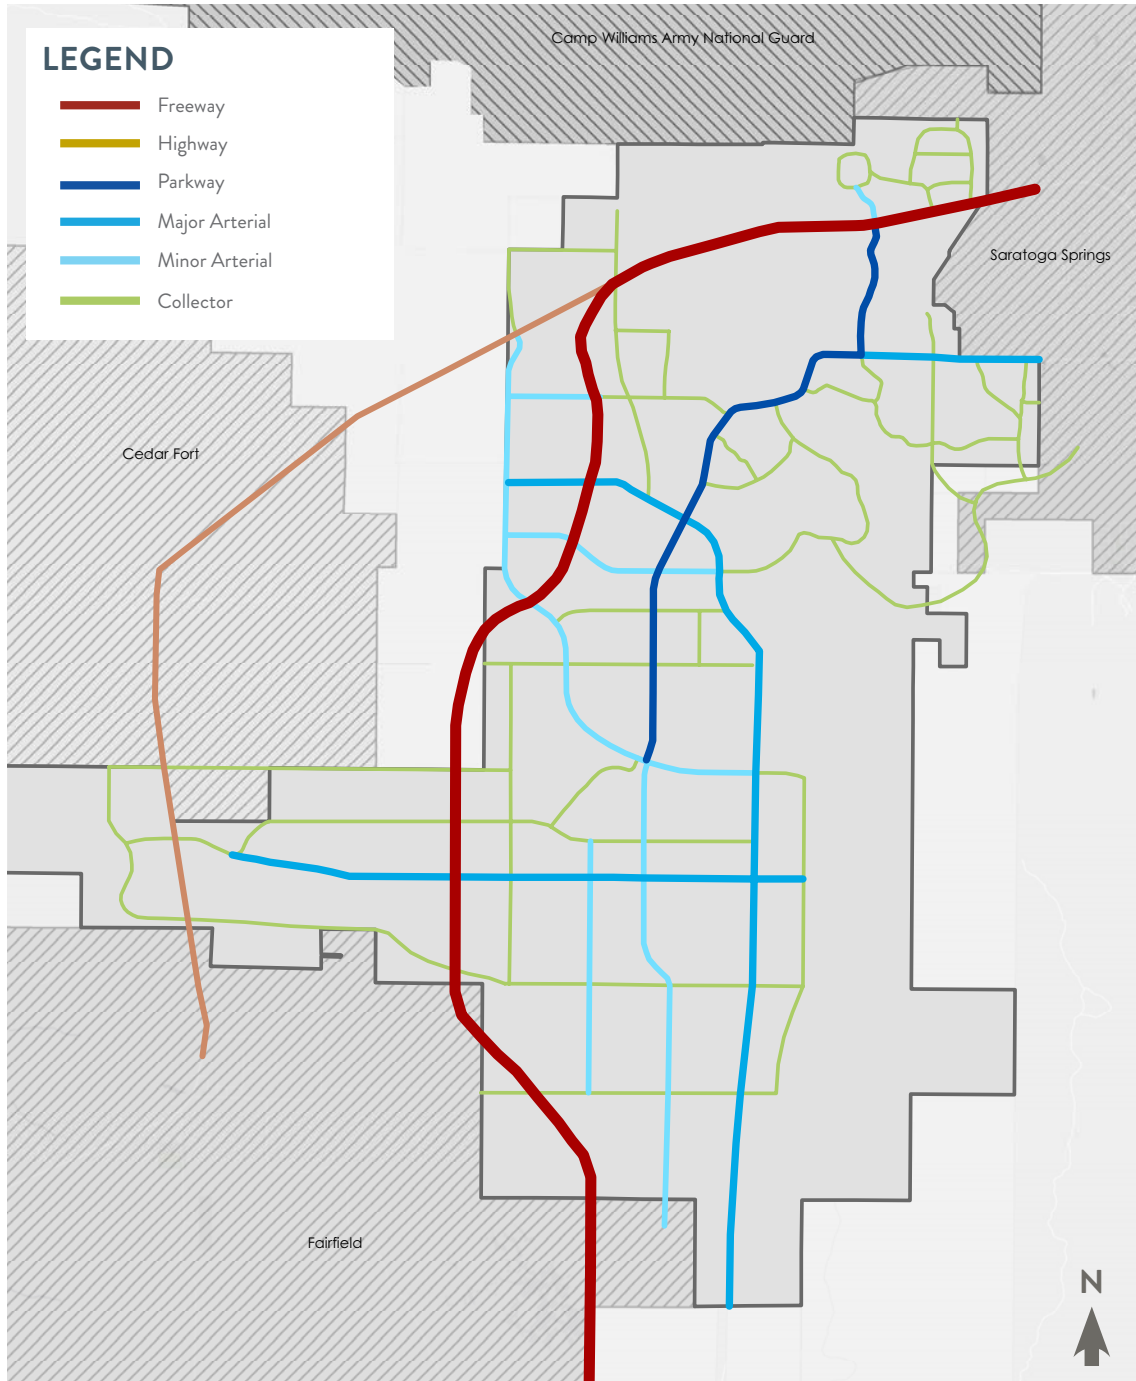 Camp Williams Army National Guard
LEGEND
Freeway
Highway
Parkway
Major Arterial
Minor Arterial
Collector
Saratoga Springs
Cedar Fort
Fairfield
N